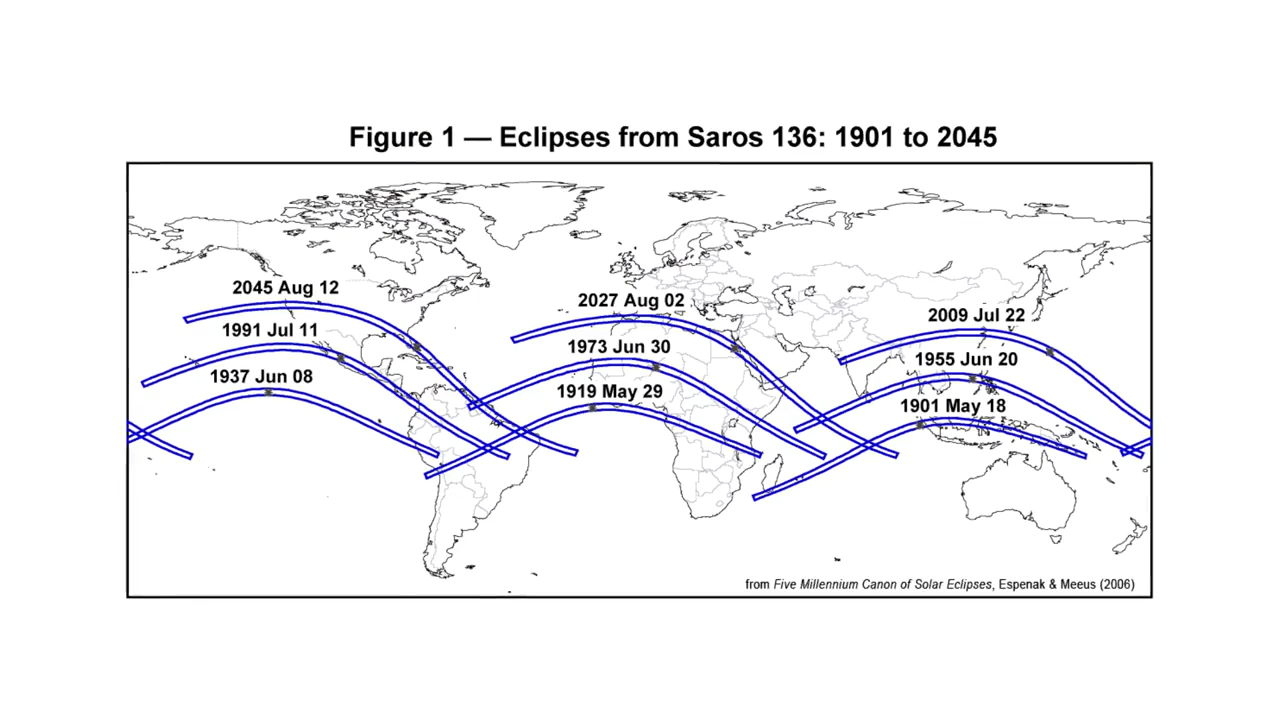 Figure 1 — Eclipses from Saros 136: 1901 to 2045
2045 Aug 12
2027 Aug 02
2009 Jul 22
1991 Jul 11
1973 Jun 30
1955 Jun 20
1937 Jun 08
1919 May 29
1901 May 18
from Five Millennium Canon of Solar Eclipses, Espenak & Meeus (2006)